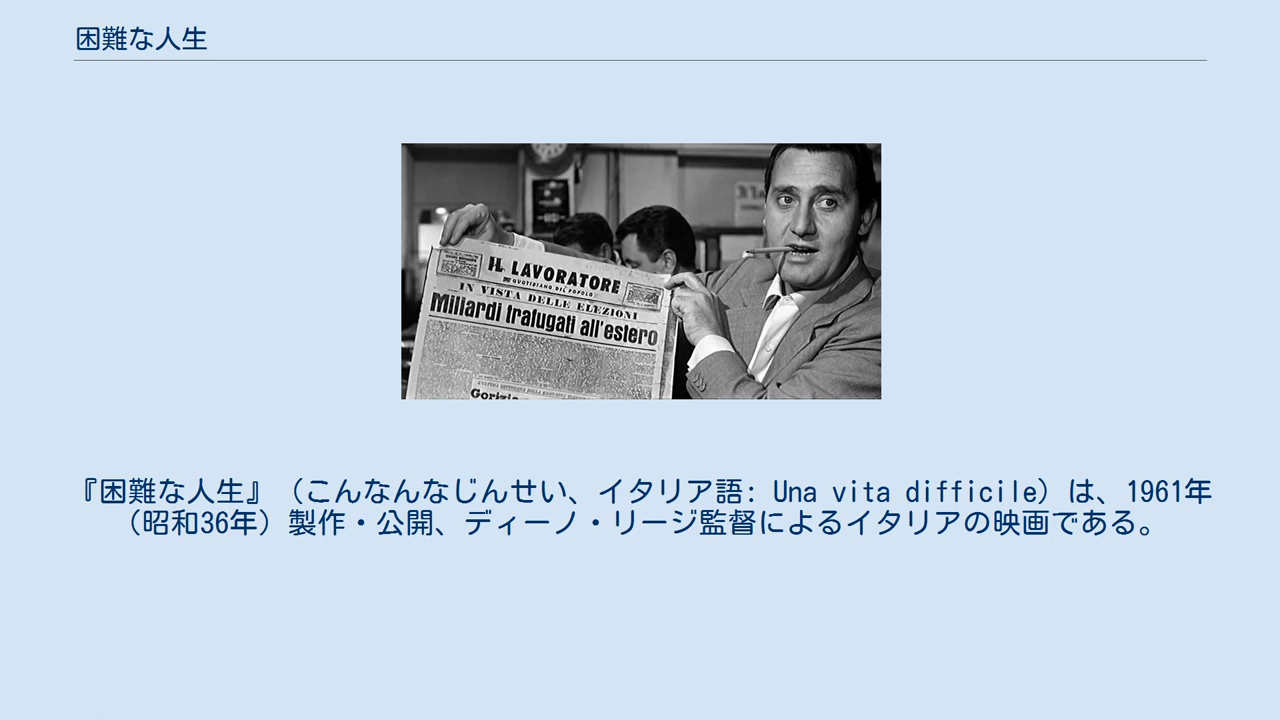 困難な人生
IL LAVORATORE
QUOTIDIANO DEL POPOLO
IN VISTA DELLE ELEZIONI
Miliardi trafugati all'estero
Gorizia
『困難な人生』（こんなんなじんせい、イタリア語: Una vita difficile）は、1961年
（昭和36年）製作・公開、ディーノ・リージ監督によるイタリアの映画である。